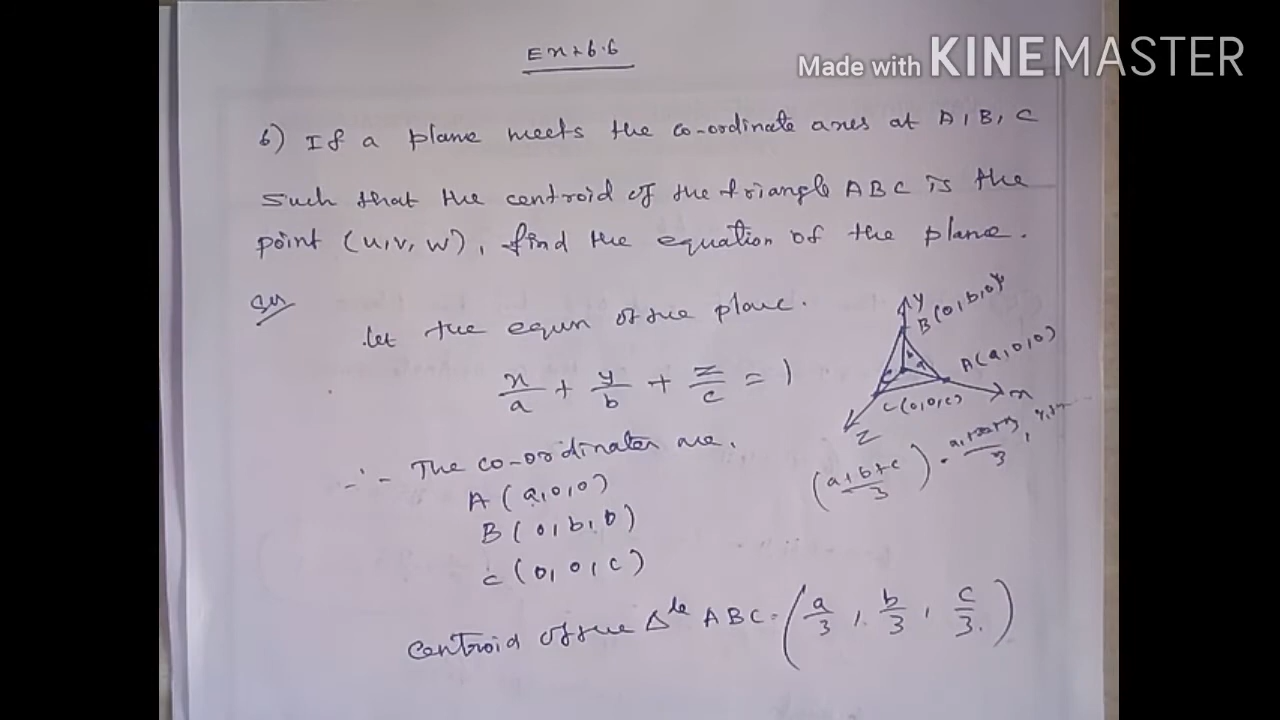 Ex 6.6
Made with KINEMASTER
6) If a plane meets the co-ordinate axes at A, B, C
such that the centroid of the triangle ABC is the
point (u, v, w), find the equation of the plane.
Let the equn of the plane.
x/a + y/b + z/c = 1
y
B(0, b, 0)
A(a, 0, 0)
C(0, 0, c)
x
z
∴ The co-ordinates are.
A (a, 0, 0)
B (0, b, 0)
C (0, 0, c)
Centroid of the Δle ABC = (a/3, b/3, c/3.)